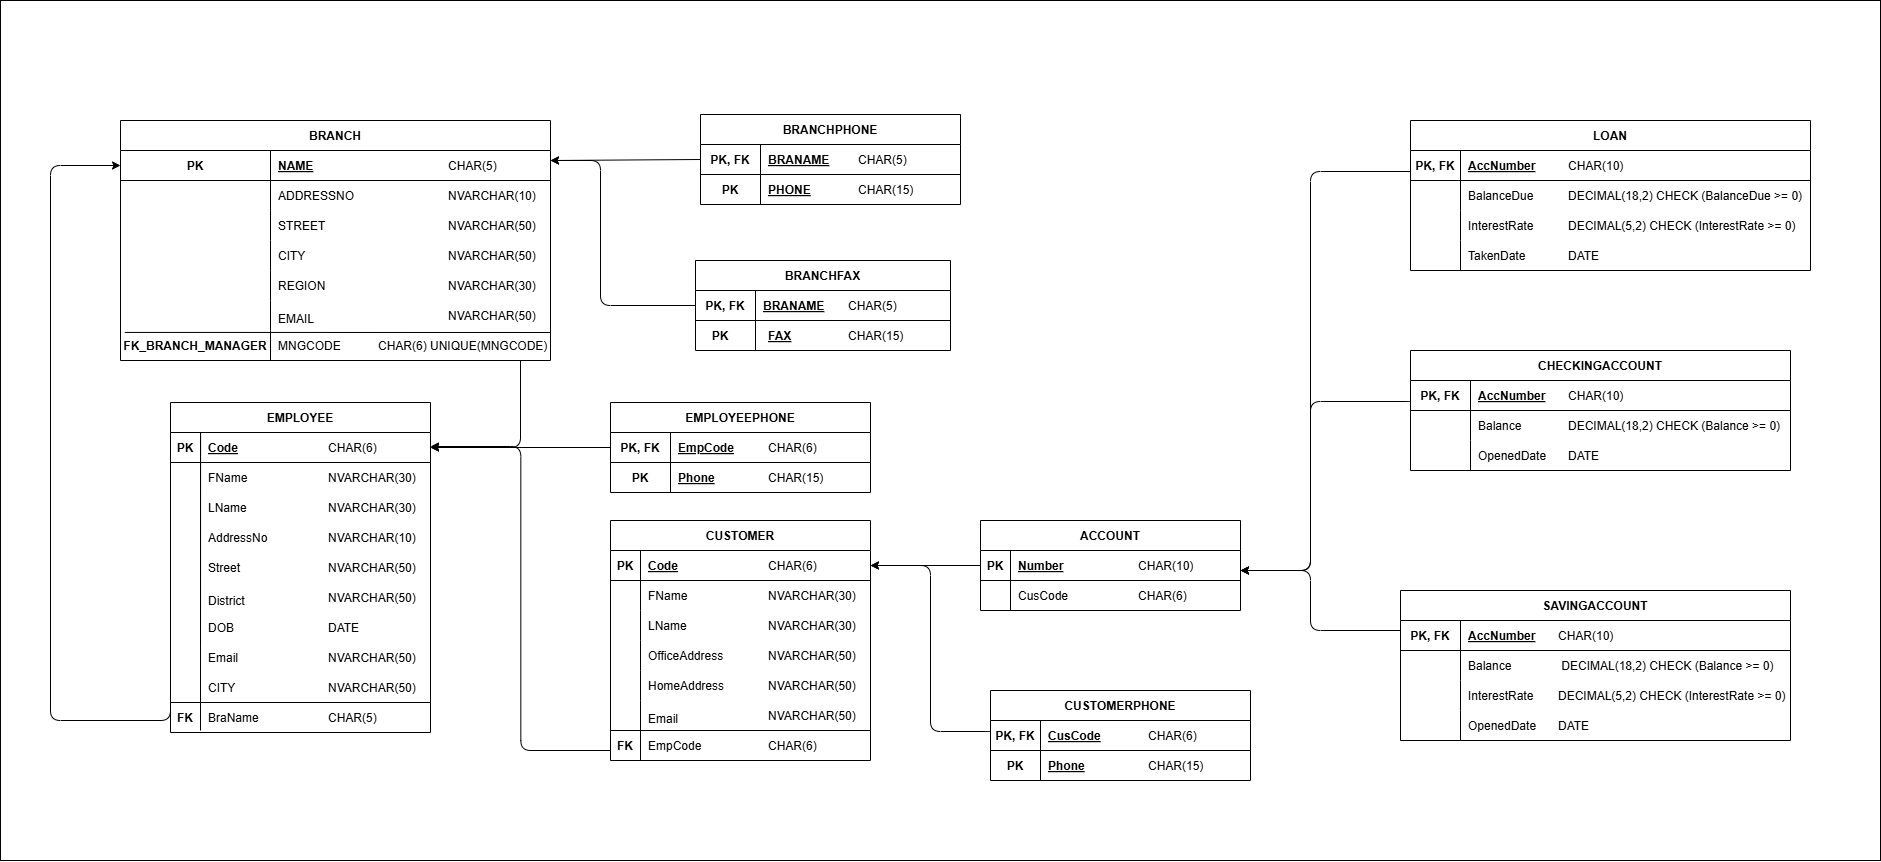 BRANCH
PK NAME CHAR(5)
ADDRESSNO NVARCHAR(10)
STREET NVARCHAR(50)
CITY NVARCHAR(50)
REGION NVARCHAR(30)
EMAIL NVARCHAR(50)
FK_BRANCH_MANAGER MNGCODE CHAR(6) UNIQUE(MNGCODE)
BRANCHPHONE
PK, FK BRANAME CHAR(5)
PK PHONE CHAR(15)
BRANCHFAX
PK, FK BRANAME CHAR(5)
PK FAX CHAR(15)
EMPLOYEE
PK Code CHAR(6)
FName NVARCHAR(30)
LName NVARCHAR(30)
AddressNo NVARCHAR(10)
Street NVARCHAR(50)
District NVARCHAR(50)
DOB DATE
Email NVARCHAR(50)
CITY NVARCHAR(50)
FK BraName CHAR(5)
EMPLOYEEPHONE
PK, FK EmpCode CHAR(6)
PK Phone CHAR(15)
CUSTOMER
PK Code CHAR(6)
FName NVARCHAR(30)
LName NVARCHAR(30)
OfficeAddress NVARCHAR(50)
HomeAddress NVARCHAR(50)
Email NVARCHAR(50)
FK EmpCode CHAR(6)
ACCOUNT
PK Number CHAR(10)
CusCode CHAR(6)
CUSTOMERPHONE
PK, FK CusCode CHAR(6)
PK Phone CHAR(15)
LOAN
PK, FK AccNumber CHAR(10)
BalanceDue DECIMAL(18,2) CHECK (BalanceDue >= 0)
InterestRate DECIMAL(5,2) CHECK (InterestRate >= 0)
TakenDate DATE
CHECKINGACCOUNT
PK, FK AccNumber CHAR(10)
Balance DECIMAL(18,2) CHECK (Balance >= 0)
OpenedDate DATE
SAVINGACCOUNT
PK, FK AccNumber CHAR(10)
Balance DECIMAL(18,2) CHECK (Balance >= 0)
InterestRate DECIMAL(5,2) CHECK (InterestRate >= 0)
OpenedDate DATE